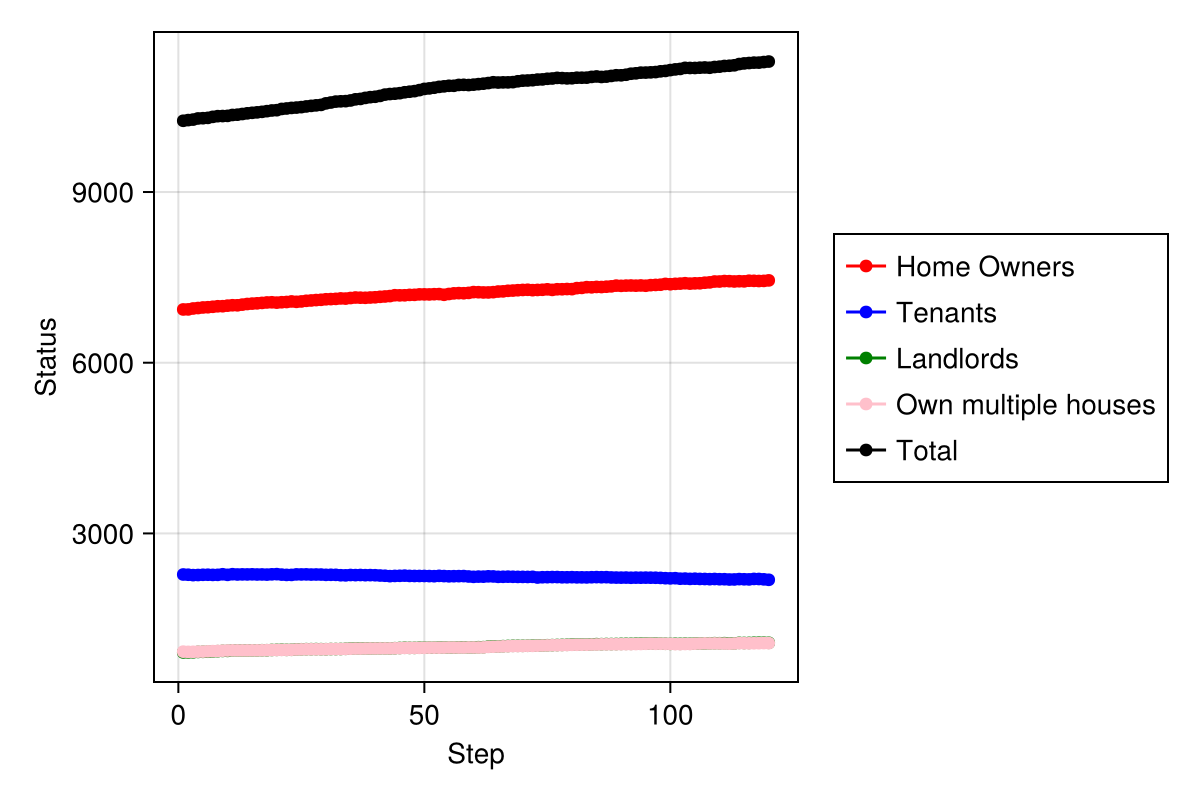 Status
9000
6000
3000
0 50 100
Step
Home Owners
Tenants
Landlords
Own multiple houses
Total